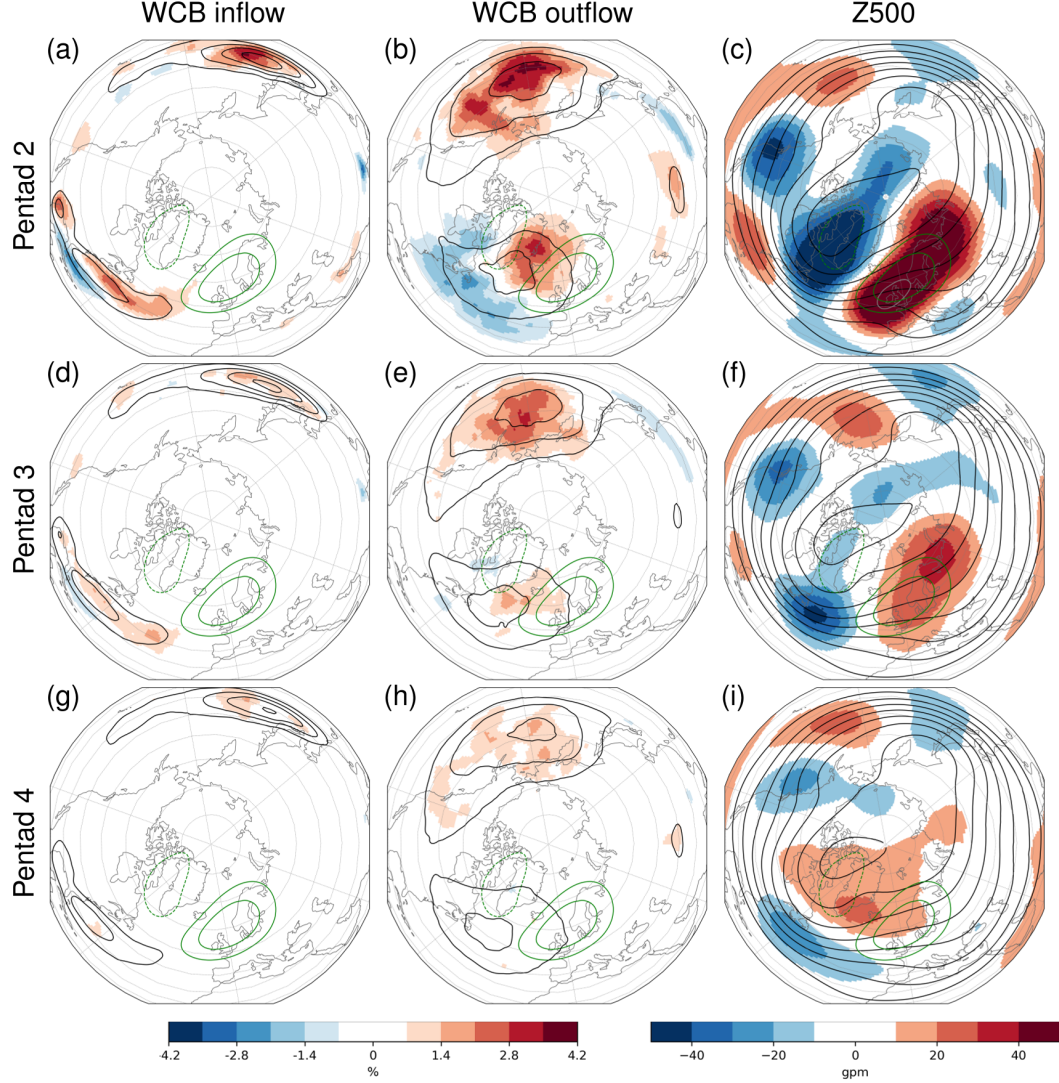 WCB inflow WCB outflow Z500
(a) (b) (c)
Pentad 2
(d) (e) (f)
Pentad 3
(g) (h) (i)
Pentad 4
4.2 -2.8 -1.4 0 1.4 2.8 4.2
%
−40 −20 0 20 40
gpm